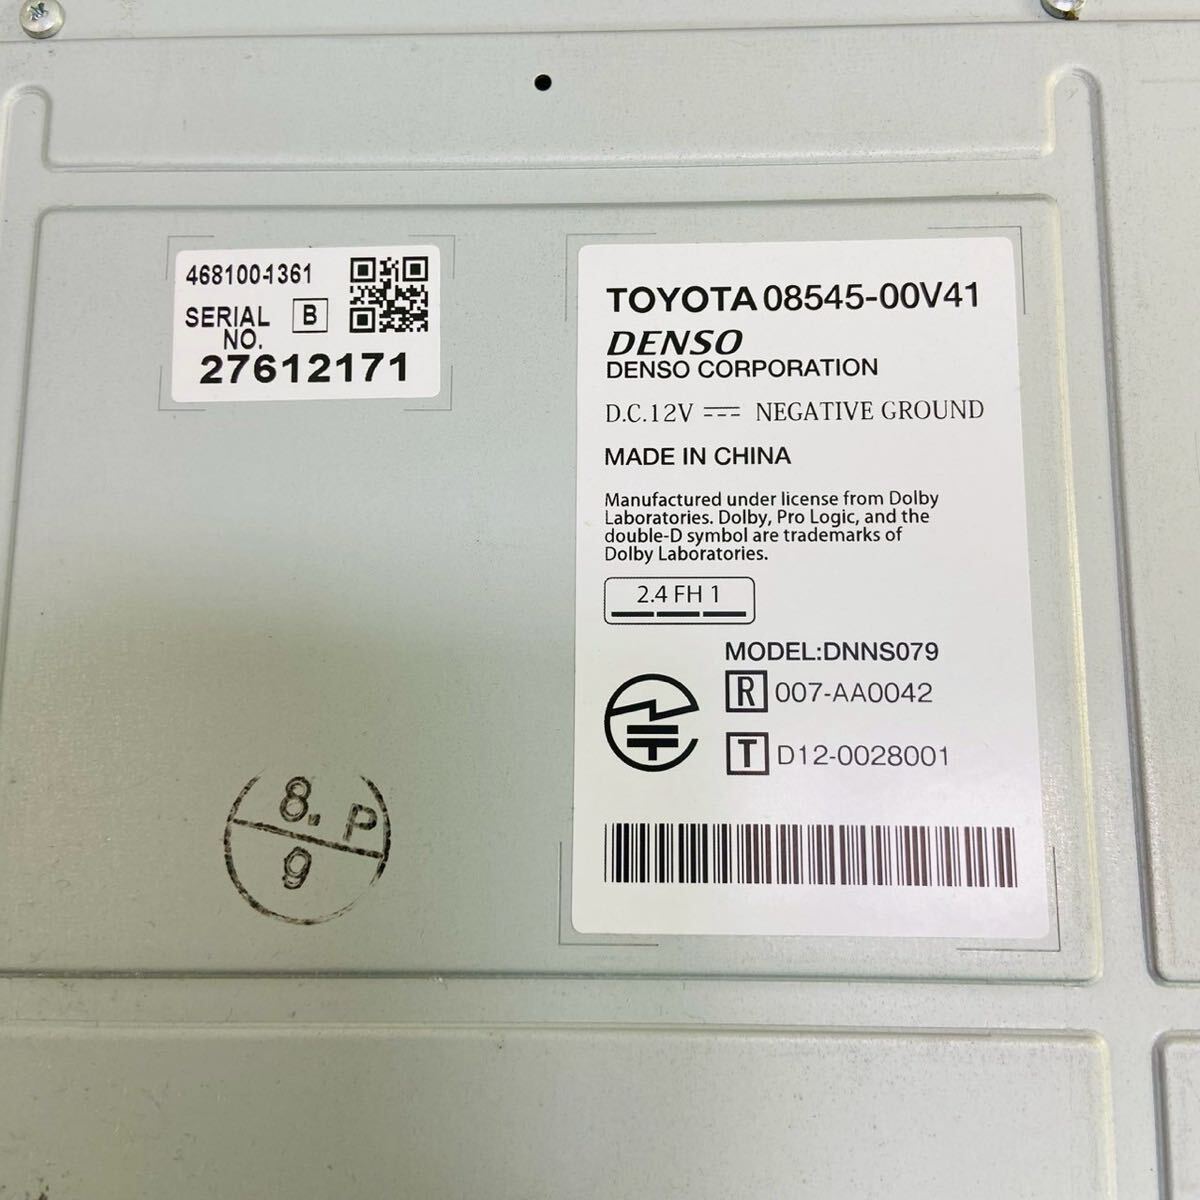 4681004361
SERIAL B
NO.
27612171
TOYOTA 08545-00V41
DENSO
DENSO CORPORATION
D.C.12V NEGATIVE GROUND
MADE IN CHINA
Manufactured under license from Dolby
Laboratories. Dolby, Pro Logic, and the
double-D symbol are trademarks of
Dolby Laboratories.
2.4 FH 1
MODEL:DNNS079
R 007-AA0042
T D12-0028001
8. P
9